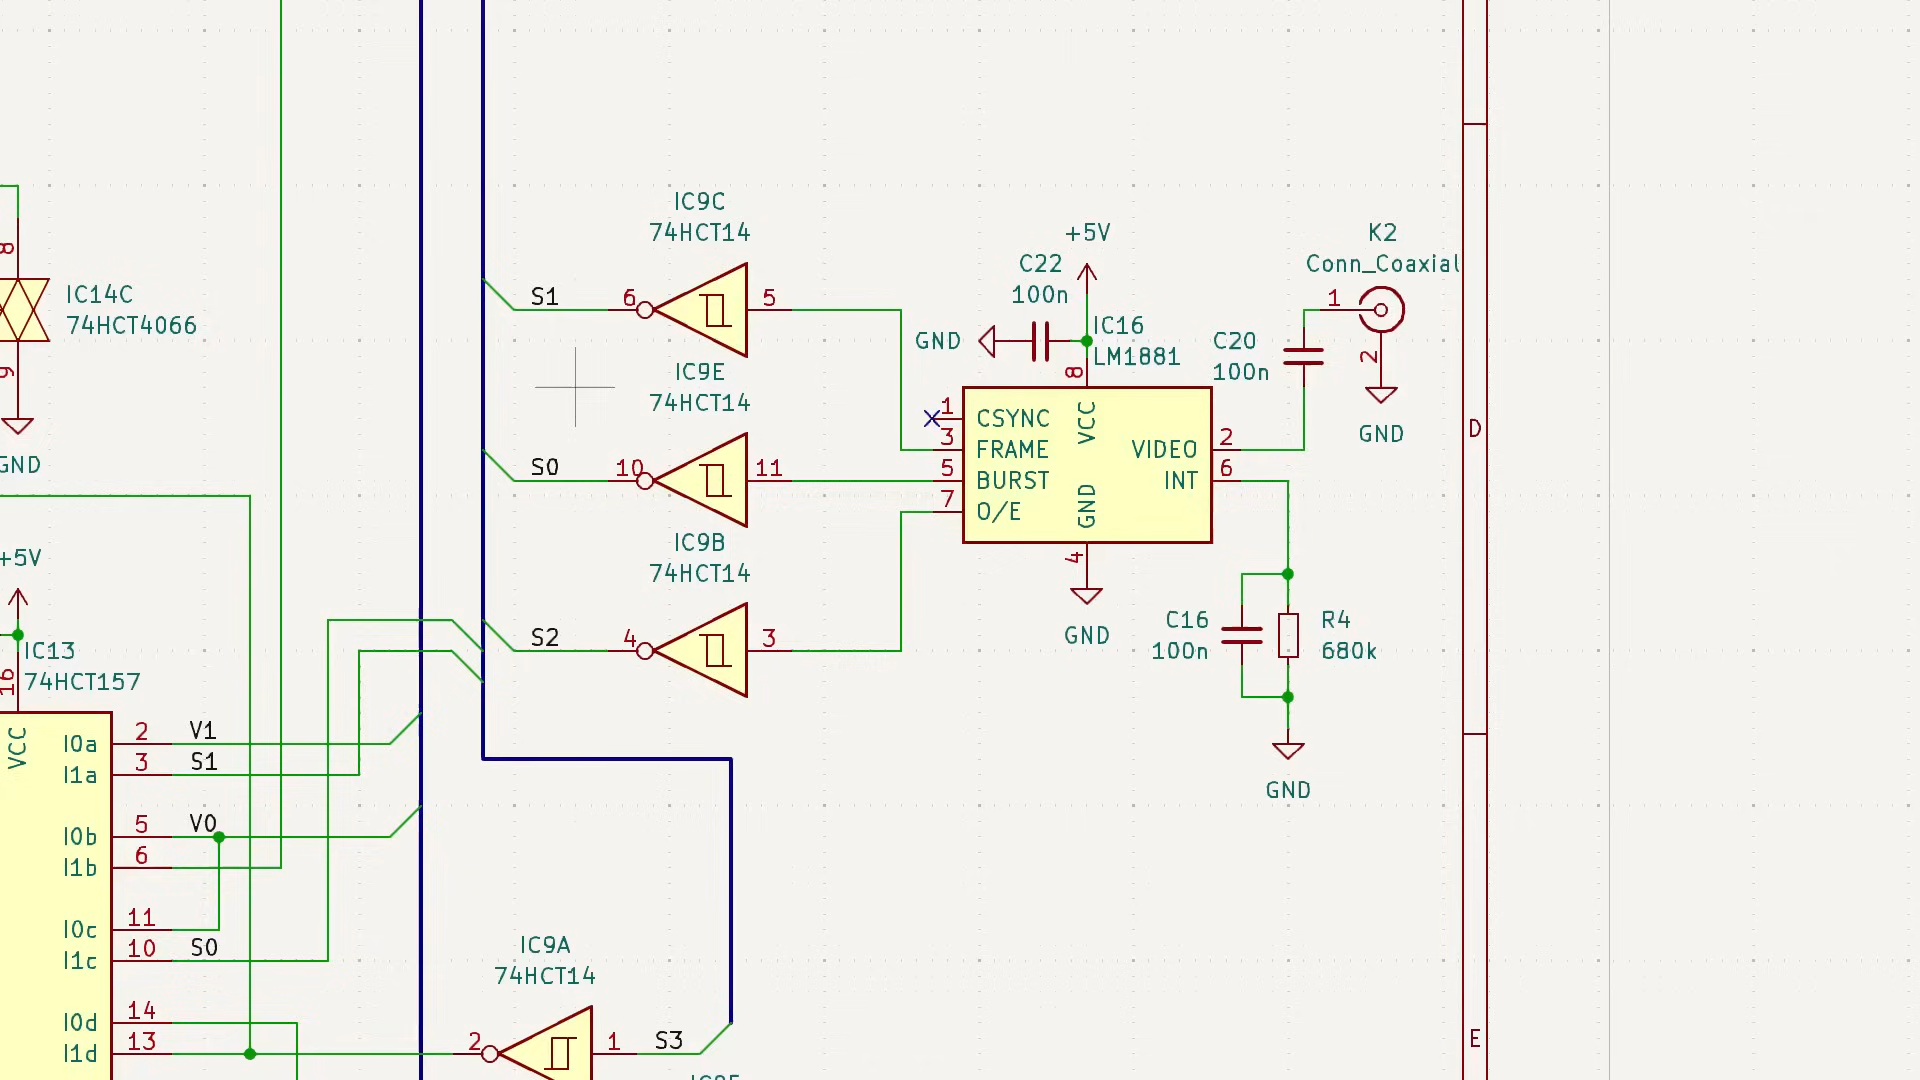 IC9C
74HCT14
S1
6
5
IC9E
74HCT14
S0
10
11
IC9B
74HCT14
S2
4
3
+5V
C22
100n
GND
IC16
LM1881
8
1
3
5
7
CSYNC
FRAME
BURST
O/E
VCC
GND
VIDEO
INT
2
6
4
GND
K2
Conn_Coaxial
1
2
GND
C20
100n
C16
100n
R4
680k
GND
D
E
8
IC14C
74HCT4066
9
GND
+5V
IC13
74HCT157
16
VCC
I0a
2
V1
I1a
3
S1
I0b
5
V0
I1b
6
I0c
11
I1c
10
S0
I0d
14
I1d
13
IC9A
74HCT14
2
1
S3